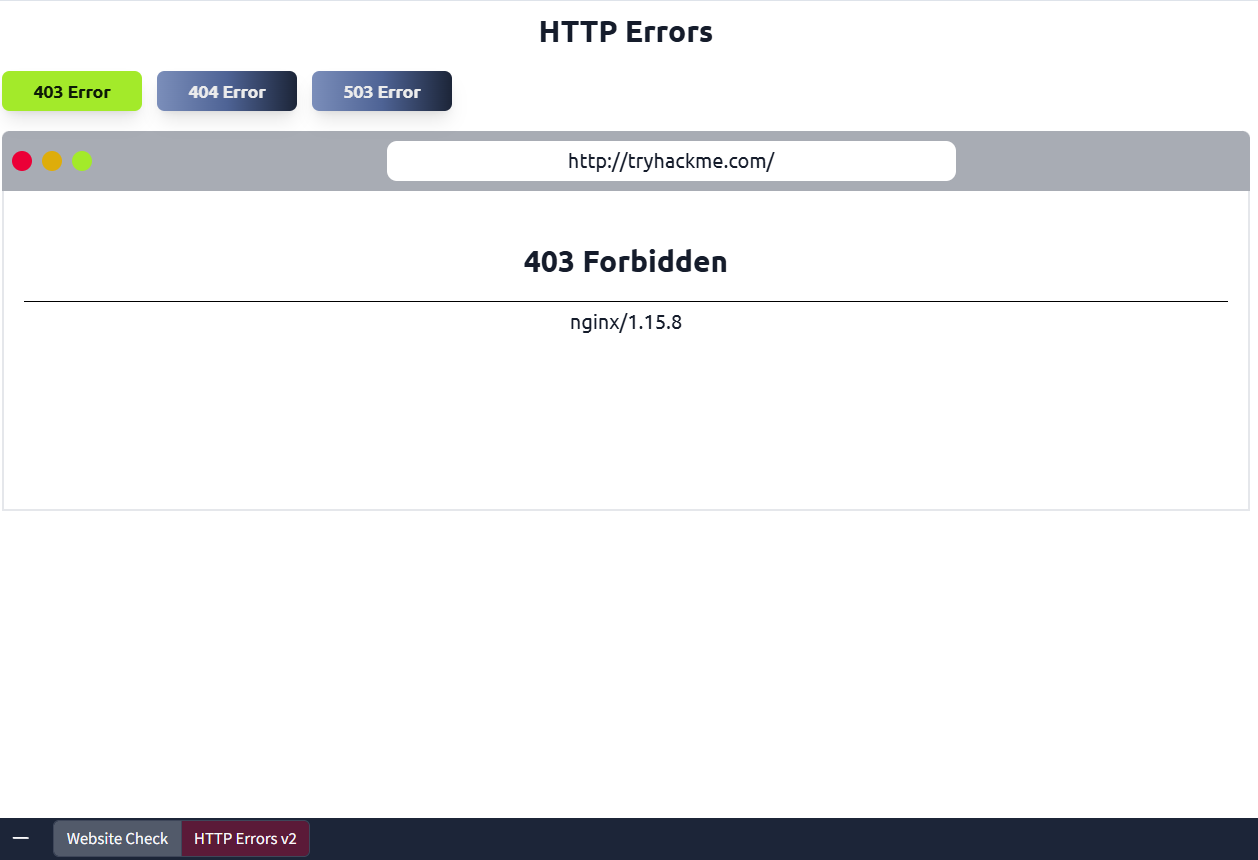 HTTP Errors
403 Error 404 Error 503 Error
http://tryhackme.com/
403 Forbidden
nginx/1.15.8
Website Check HTTP Errors v2